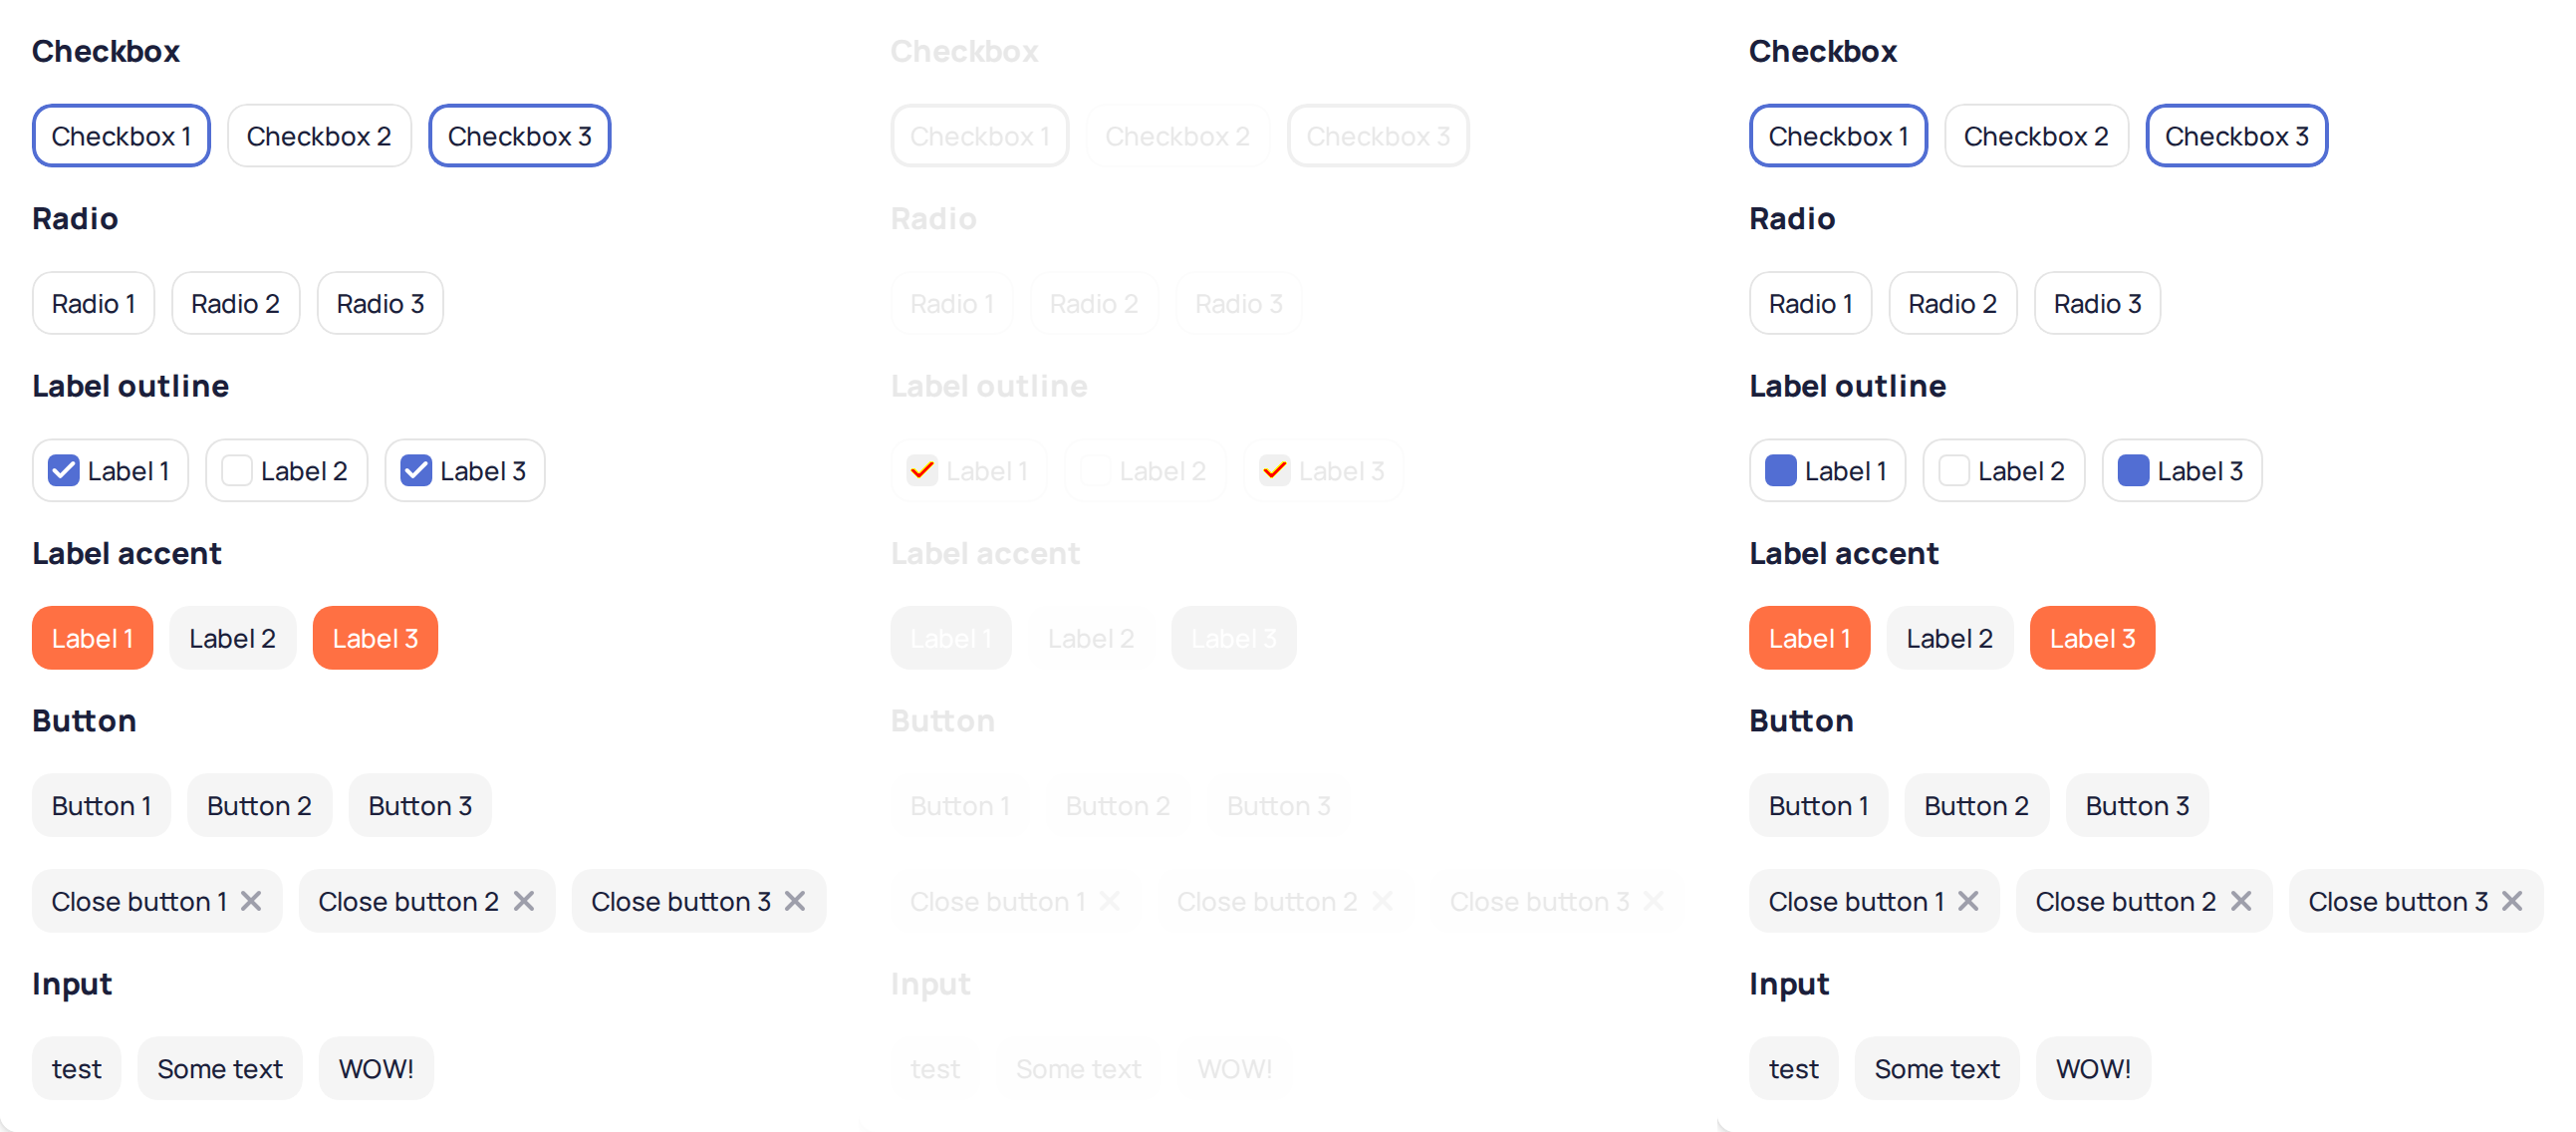 Checkbox
Checkbox 1 Checkbox 2 Checkbox 3
Radio
Radio 1 Radio 2 Radio 3
Label outline
Label 1 Label 2 Label 3
Label accent
Label 1 Label 2 Label 3
Button
Button 1 Button 2 Button 3
Close button 1 Close button 2 Close button 3
Input
test Some text WOW!
Checkbox
Checkbox 1 Checkbox 2 Checkbox 3
Radio
Radio 1 Radio 2 Radio 3
Label outline
Label 1 Label 2 Label 3
Label accent
Label 1 Label 2 Label 3
Button
Button 1 Button 2 Button 3
Close button 1 Close button 2 Close button 3
Input
test Some text WOW!
Checkbox
Checkbox 1 Checkbox 2 Checkbox 3
Radio
Radio 1 Radio 2 Radio 3
Label outline
Label 1 Label 2 Label 3
Label accent
Label 1 Label 2 Label 3
Button
Button 1 Button 2 Button 3
Close button 1 Close button 2 Close button 3
Input
test Some text WOW!